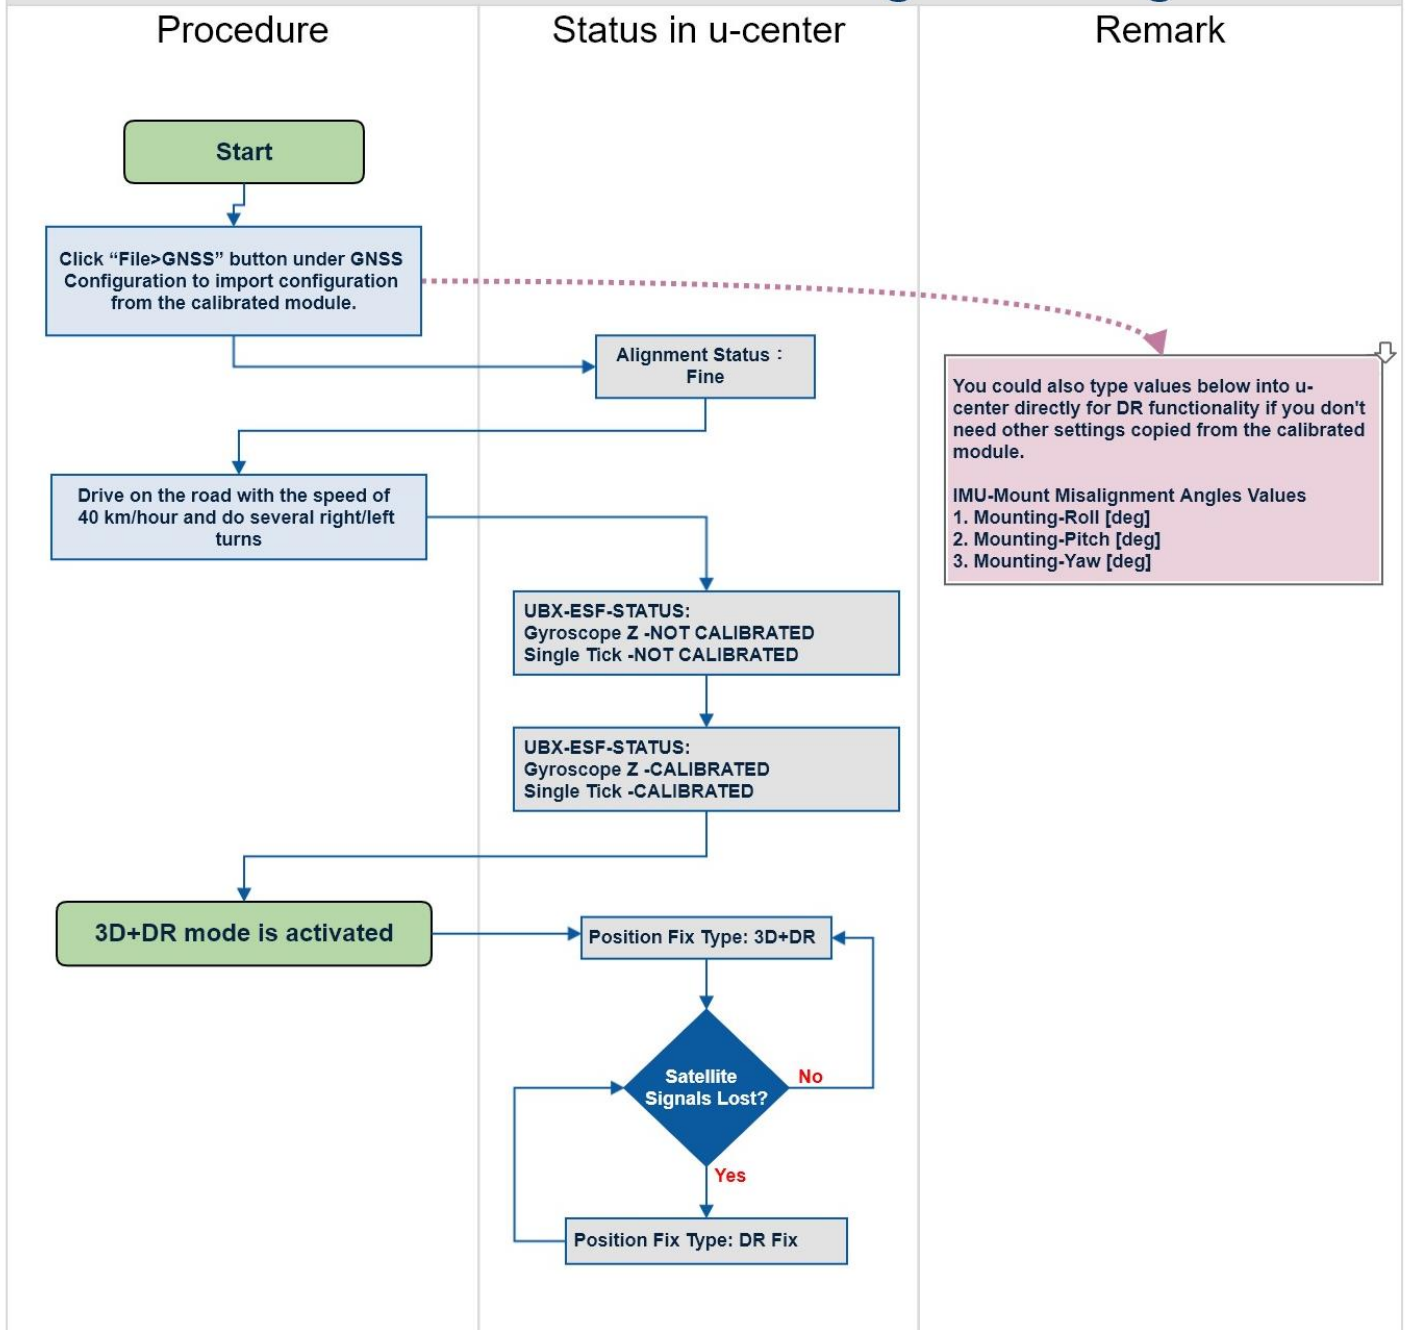 Procedure
Status in u-center
Remark
Start
Click “File>GNSS” button under GNSS
Configuration to import configuration
from the calibrated module.
Alignment Status：
Fine
You could also type values below into u-
center directly for DR functionality if you don't
need other settings copied from the calibrated
module.
IMU-Mount Misalignment Angles Values
1. Mounting-Roll [deg]
2. Mounting-Pitch [deg]
3. Mounting-Yaw [deg]
Drive on the road with the speed of
40 km/hour and do several right/left
turns
UBX-ESF-STATUS:
Gyroscope Z -NOT CALIBRATED
Single Tick -NOT CALIBRATED
UBX-ESF-STATUS:
Gyroscope Z -CALIBRATED
Single Tick -CALIBRATED
3D+DR mode is activated
Position Fix Type: 3D+DR
Satellite
Signals Lost?
No
Yes
Position Fix Type: DR Fix